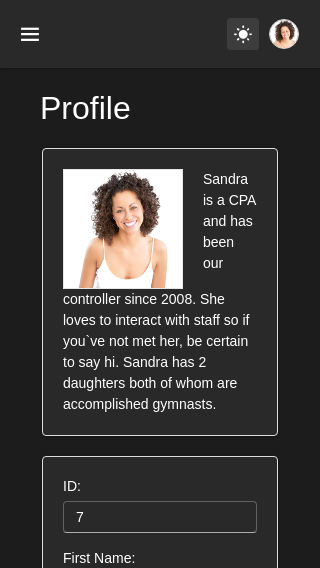 Profile
Sandra
is a CPA
and has
been
our
controller since 2008. She
loves to interact with staff so if
you`ve not met her, be certain
to say hi. Sandra has 2
daughters both of whom are
accomplished gymnasts.
ID:
7
First Name: